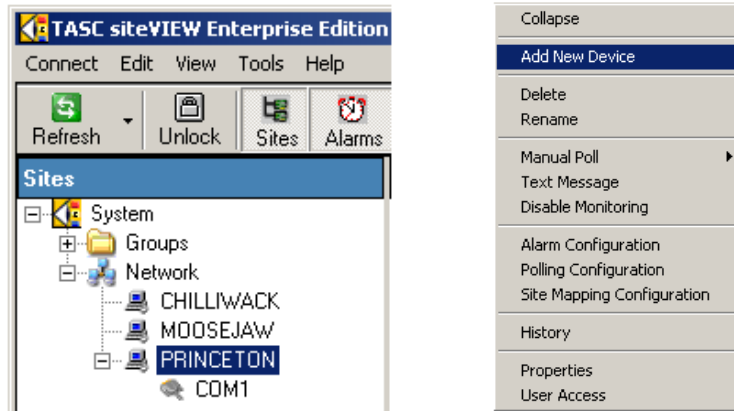 TASC siteVIEW Enterprise Edition
Connect Edit View Tools Help
Refresh Unlock Sites Alarms
Sites
System
Groups
Network
CHILLIWACK
MOOSEJAW
PRINCETON
COM1
Collapse
Add New Device
Delete
Rename
Manual Poll
Text Message
Disable Monitoring
Alarm Configuration
Polling Configuration
Site Mapping Configuration
History
Properties
User Access